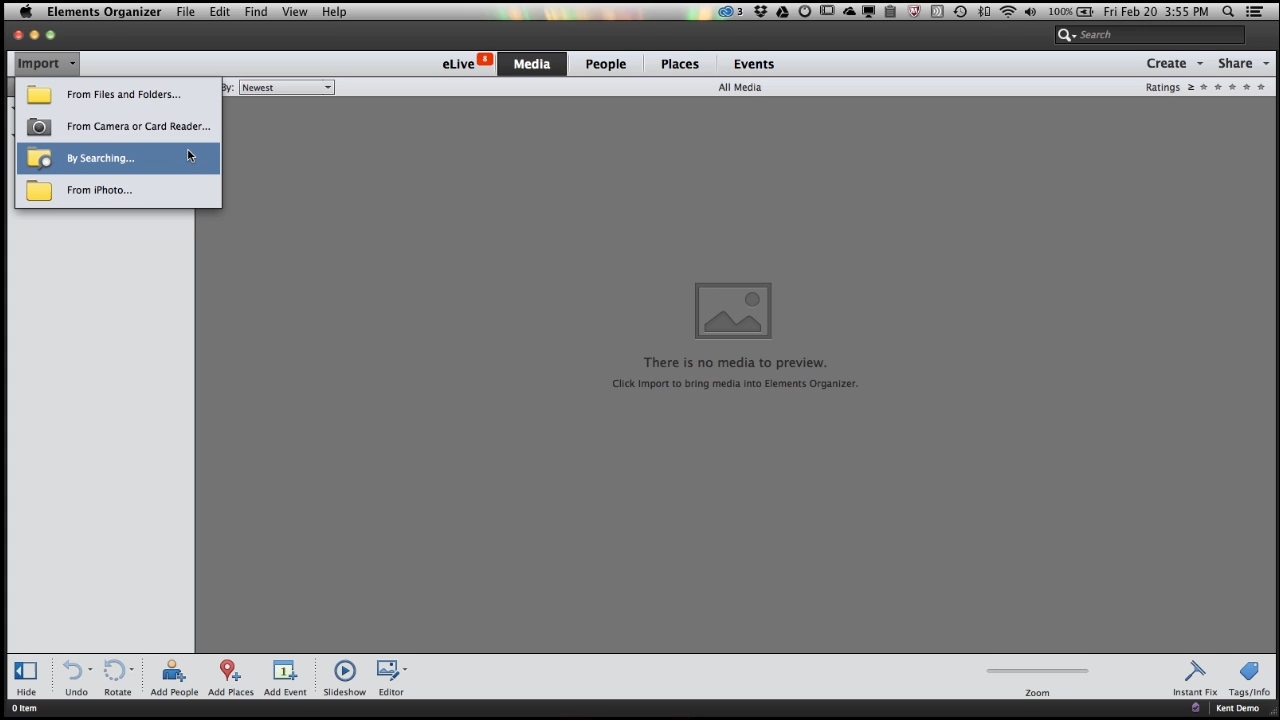 Elements Organizer File Edit Find View Help 3 100% Fri Feb 20 3:55 PM
Search
Import eLive 8 Media People Places Events Create Share
By: Newest All Media Ratings ≥
From Files and Folders...
From Camera or Card Reader...
By Searching...
From iPhoto...
There is no media to preview.
Click Import to bring media into Elements Organizer.
1
Hide Undo Rotate Add People Add Places Add Event Slideshow Editor Zoom Instant Fix Tags/Info
0 Item Kent Demo